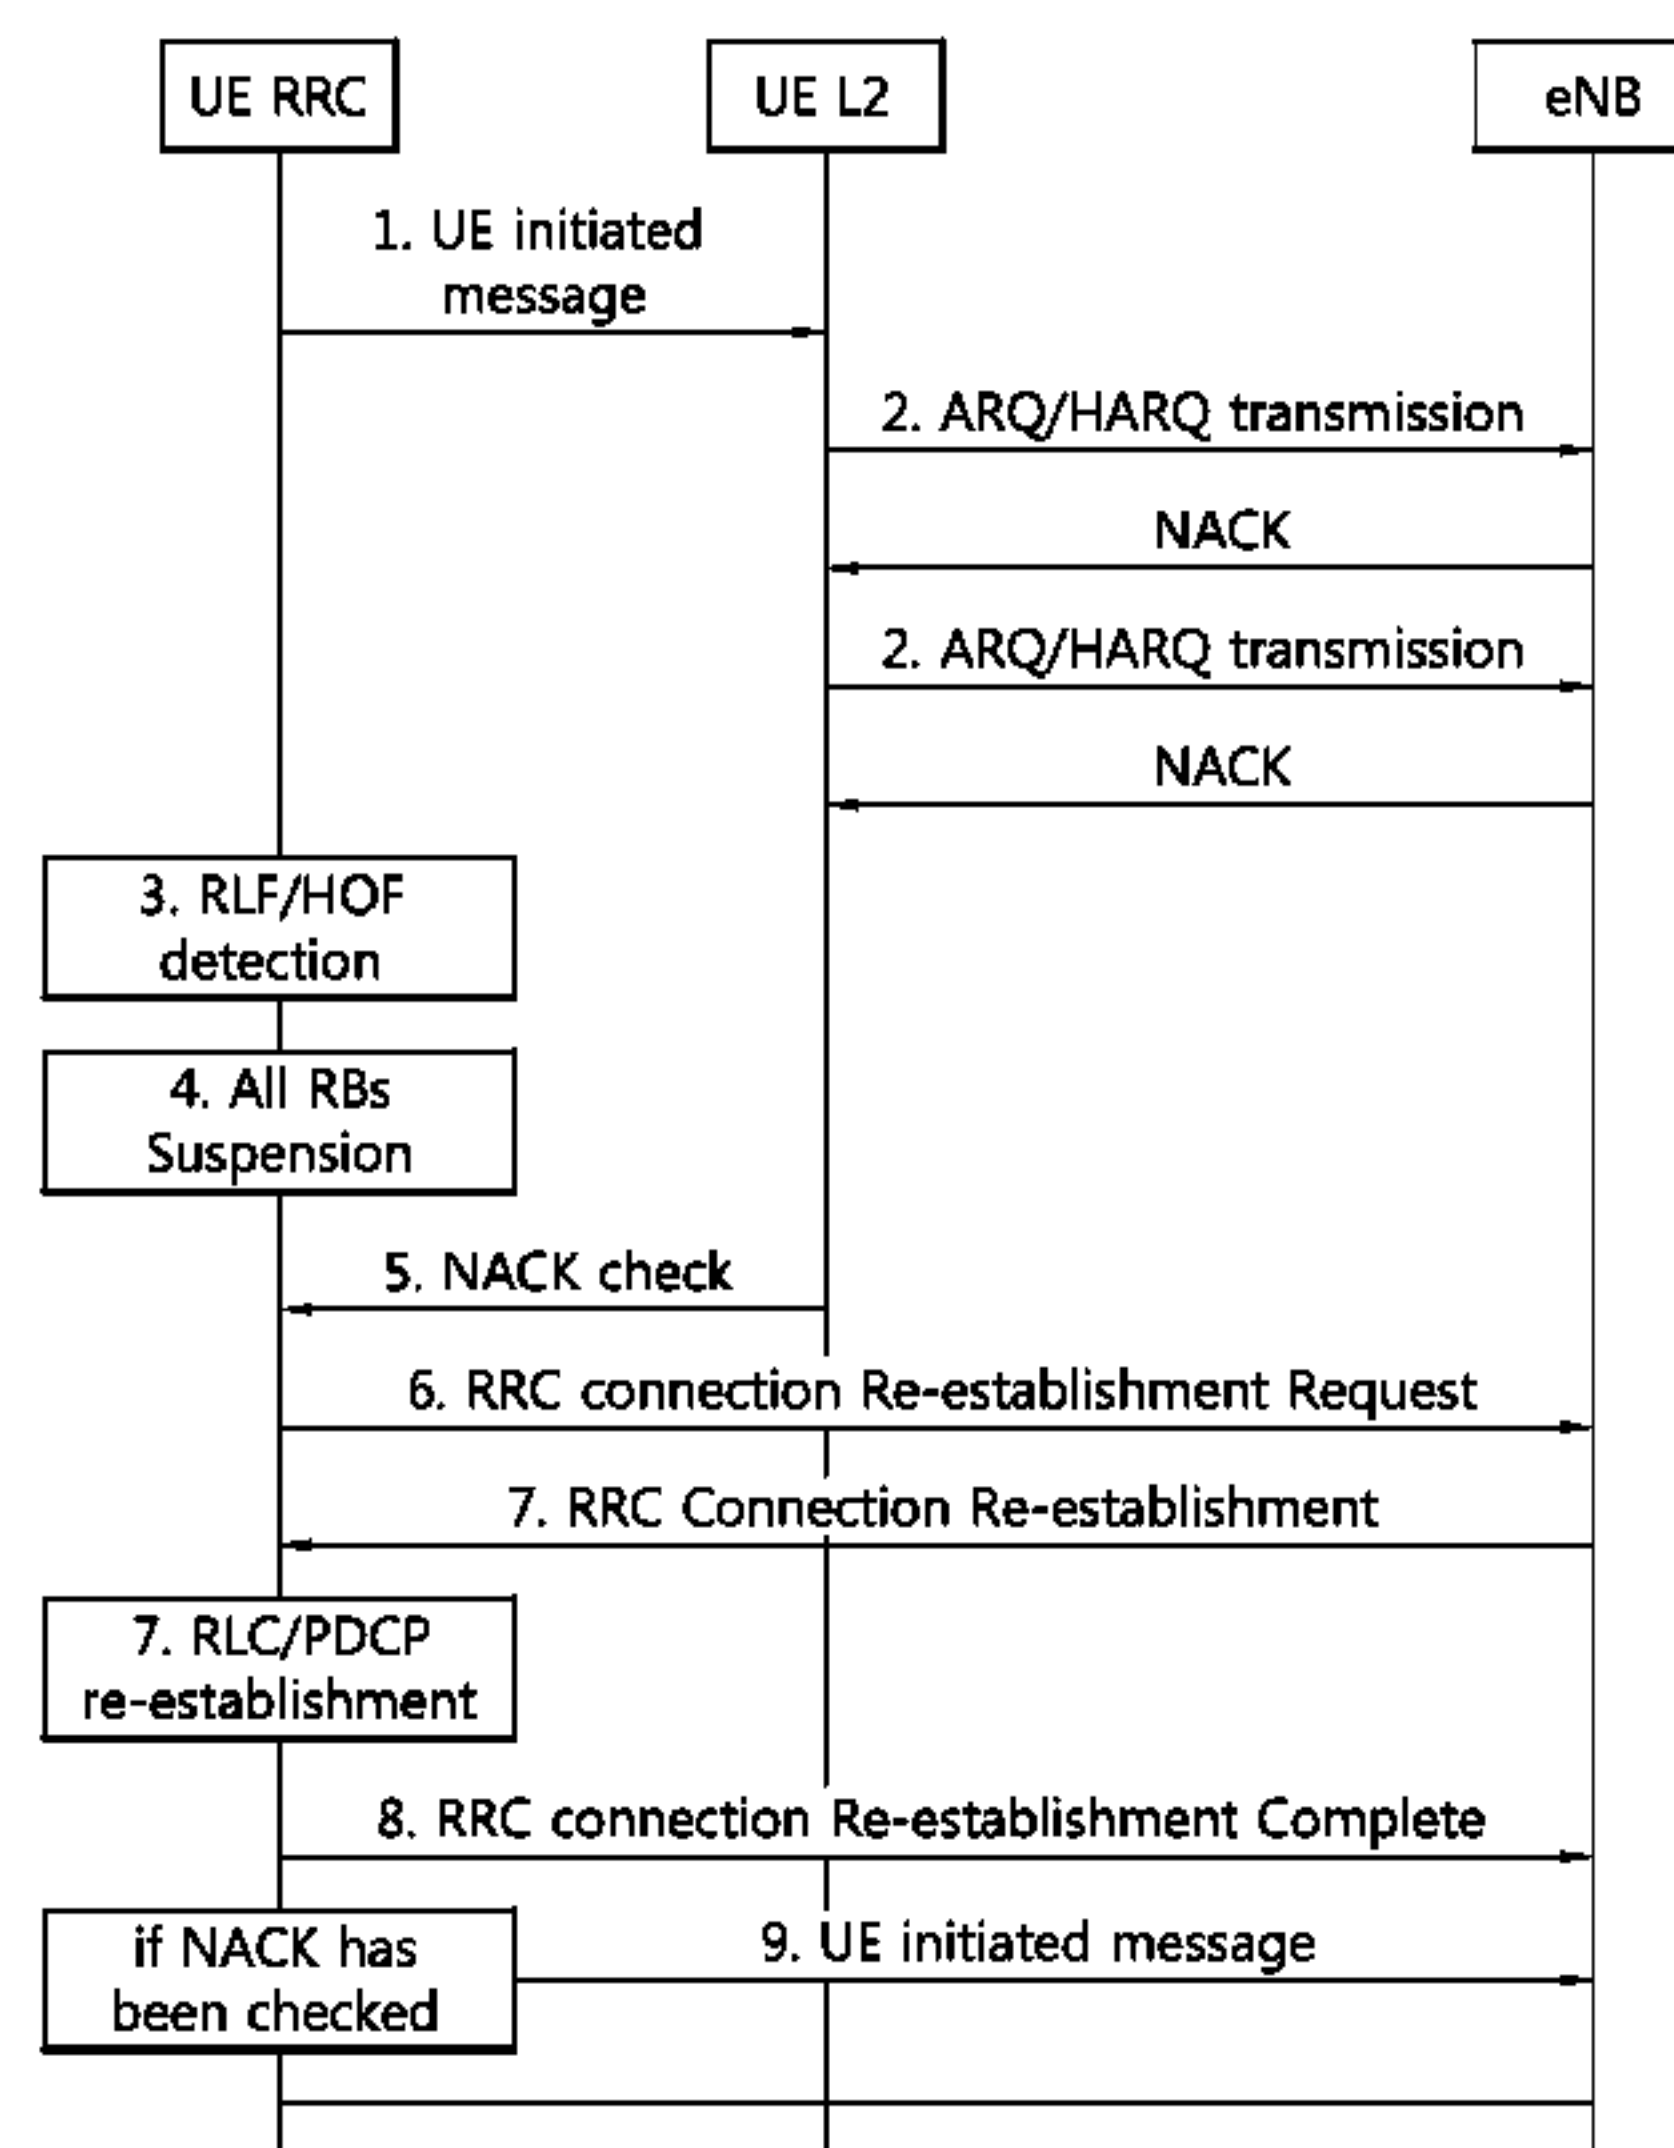 UE RRC
UE L2
eNB
1. UE initiated
message
2. ARQ/HARQ transmission
NACK
2. ARQ/HARQ transmission
NACK
3. RLF/HOF
detection
4. All RBs
Suspension
5. NACK check
6. RRC connection Re-establishment Request
7. RRC Connection Re-establishment
7. RLC/PDCP
re-establishment
8. RRC connection Re-establishment Complete
if NACK has
been checked
9. UE initiated message